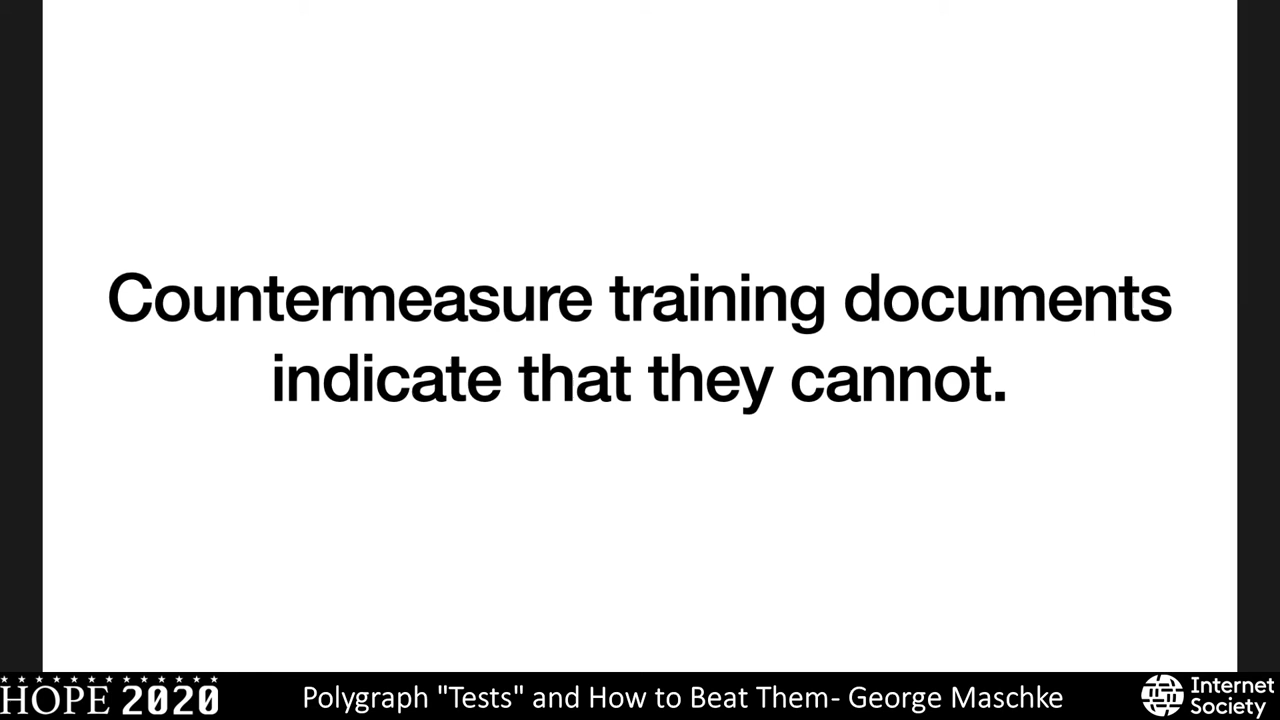 Countermeasure training documents
indicate that they cannot.
HOPE 2020
Polygraph "Tests" and How to Beat Them- George Maschke
Internet
Society